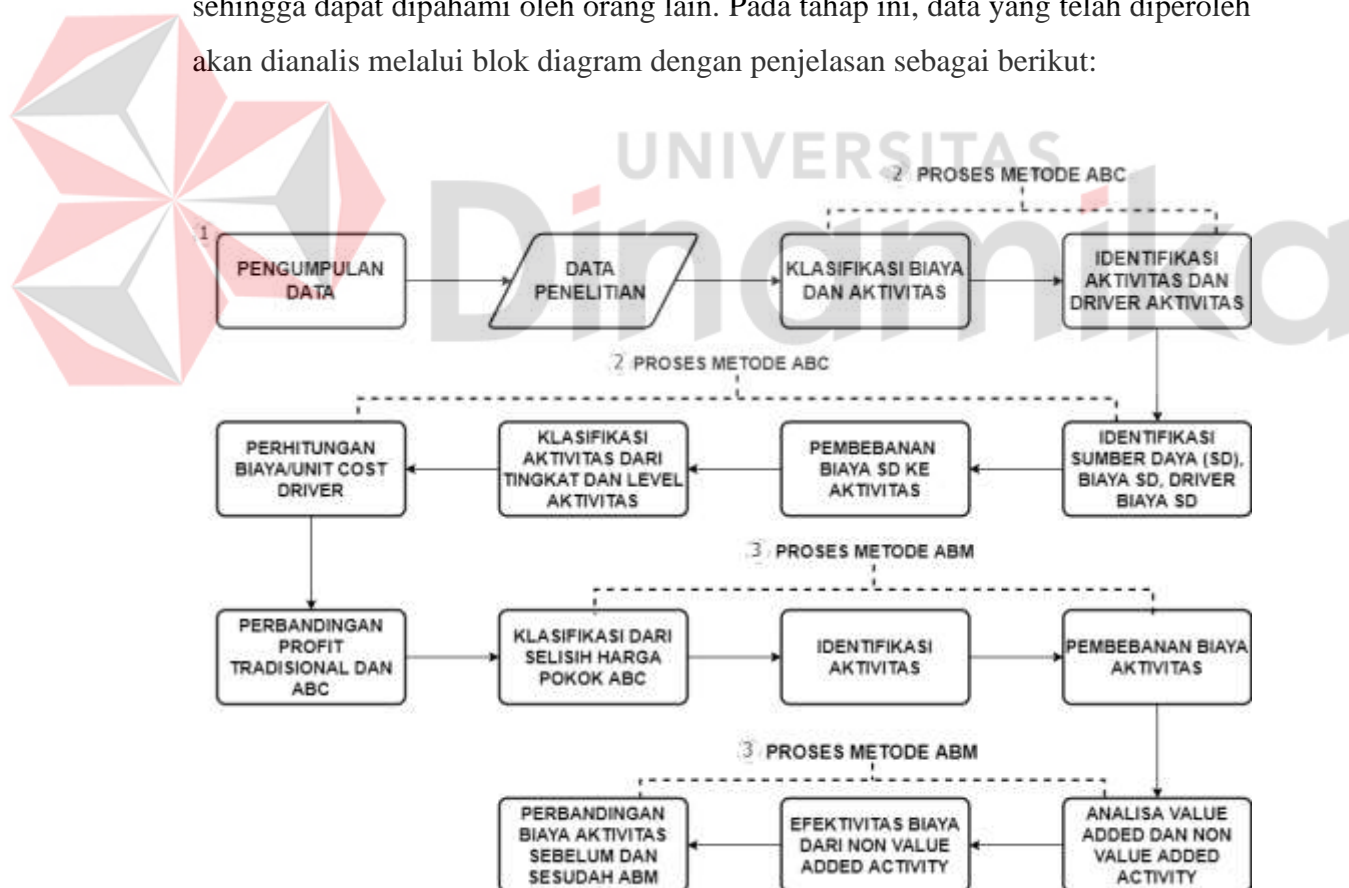 sehingga dapat dipahami oleh orang lain. Pada tahap ini, data yang telah diperoleh
akan dianalis melalui blok diagram dengan penjelasan sebagai berikut:
UNIVERSITAS
Dinamika
2 PROSES METODE ABC
1
PENGUMPULAN
DATA
DATA
PENELITIAN
KLASIFIKASI BIAYA
DAN AKTIVITAS
IDENTIFIKASI
AKTIVITAS DAN
DRIVER AKTIVITAS
2 PROSES METODE ABC
IDENTIFIKASI
SUMBER DAYA (SD),
BIAYA SD, DRIVER
BIAYA SD
PEMBEBANAN
BIAYA SD KE
AKTIVITAS
KLASIFIKASI
AKTIVITAS DARI
TINGKAT DAN LEVEL
AKTIVITAS
PERHITUNGAN
BIAYA/UNIT COST
DRIVER
3 PROSES METODE ABM
PERBANDINGAN
PROFIT
TRADISIONAL DAN
ABC
KLASIFIKASI DARI
SELISIH HARGA
POKOK ABC
IDENTIFIKASI
AKTIVITAS
PEMBEBANAN BIAYA
AKTIVITAS
3 PROSES METODE ABM
ANALISA VALUE
ADDED DAN NON
VALUE ADDED
ACTIVITY
EFEKTIVITAS BIAYA
DARI NON VALUE
ADDED ACTIVITY
PERBANDINGAN
BIAYA AKTIVITAS
SEBELUM DAN
SESUDAH ABM